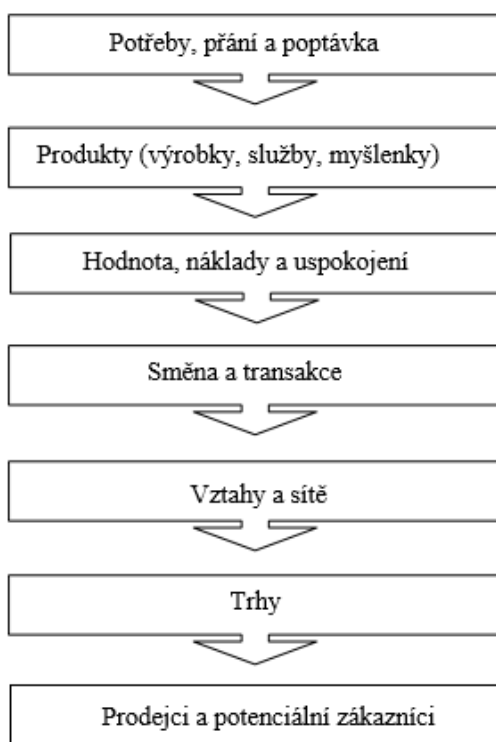 Potřeby, přání a poptávka
Produkty (výrobky, služby, myšlenky)
Hodnota, náklady a uspokojení
Směna a transakce
Vztahy a sítě
Trhy
Prodejci a potenciální zákazníci